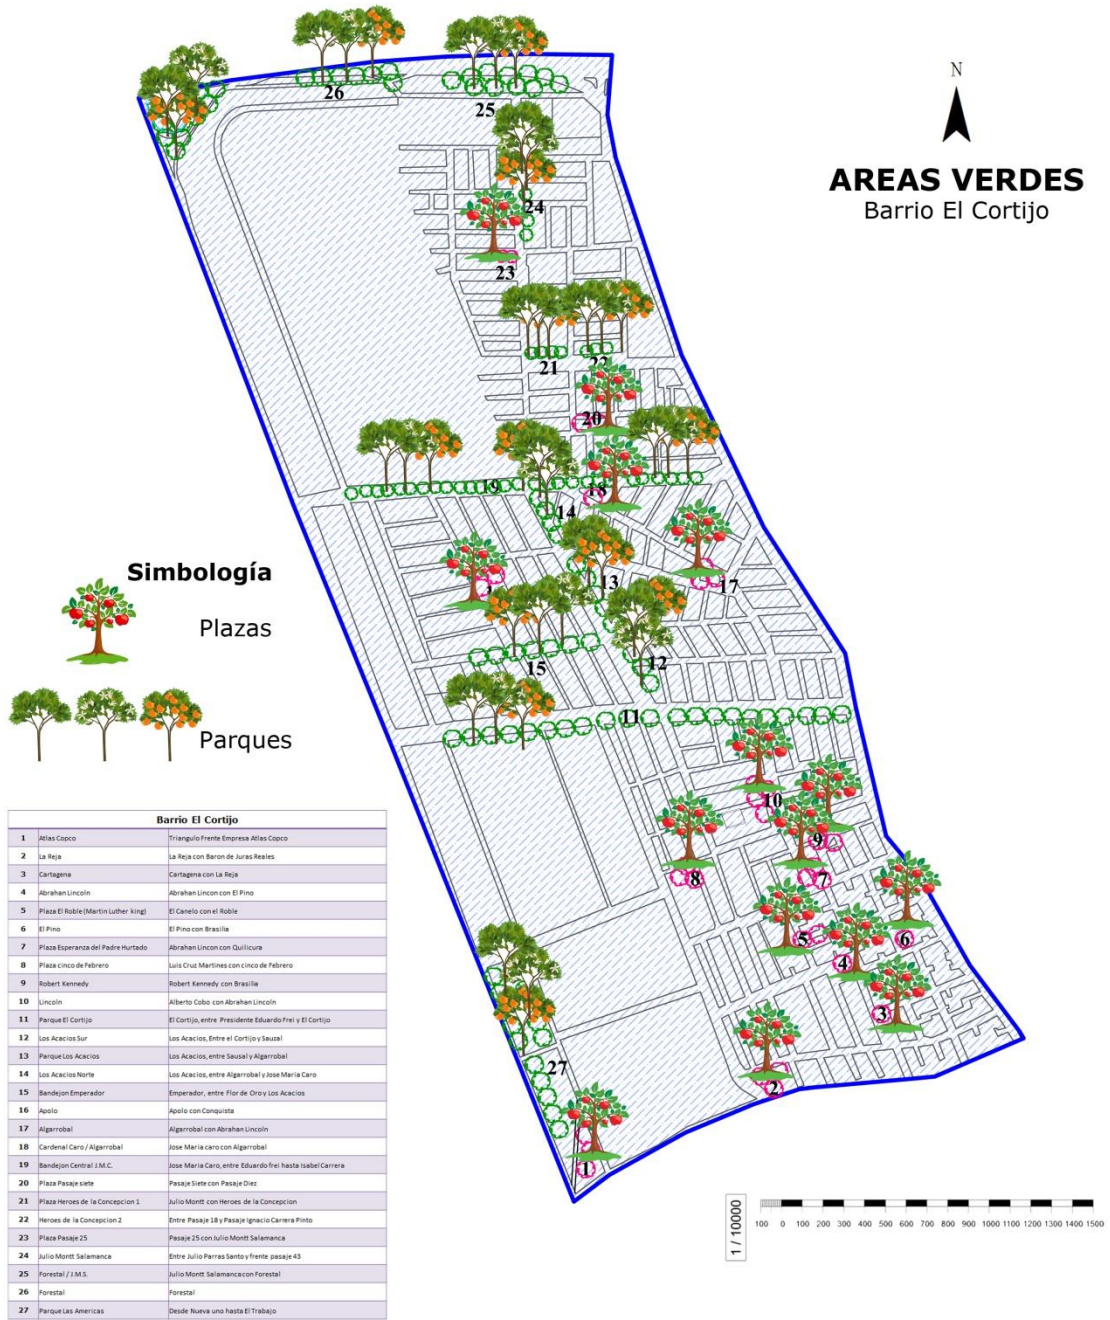 N
AREAS VERDES
Barrio El Cortijo
26
25
24
23
21
22
20
19
18
14
13
17
15
12
11
10
9
8
7
5
6
4
3
27
2
1
Simbología
Plazas
Parques
Barrio El Cortijo
1 Atlas Copco Triangulo Frente Empresa Atlas Copco
2 La Reja La Reja con Baron de Juras Reales
3 Cartagena Cartagena con La Reja
4 Abrahan Lincoln Abrahan Lincon con El Pino
5 Plaza El Roble (Martin Luther king) El Canelo con el Roble
6 El Pino El Pino con Brasilia
7 Plaza Esperanza del Padre Hurtado Abrahan Lincon con Quilicura
8 Plaza cinco de Febrero Luis Cruz Martines con cinco de Febrero
9 Robert Kennedy Robert Kennedy con Brasilia
10 Lincoln Alberto Cobo con Abrahan Lincoln
11 Parque El Cortijo El Cortijo, entre Presidente Eduardo Frei y El Cortijo
12 Los Acacios Sur Los Acacios, Entre el Cortijo y Sauzal
13 Parque Los Acacios Los Acacios, entre Sausal y Algarrobal
14 Los Acacios Norte Los Acacios, entre Algarrobal y Jose Maria Caro
15 Bandejon Emperador Emperador, entre Flor de Oro y Los Acacios
16 Apolo Apolo con Conquista
17 Algarrobal Algarrobal con Abrahan Lincoln
18 Cardenal Caro / Algarrobal Jose Maria caro con Algarrobal
19 Bandejon Central J.M.C. Jose Maria Caro, entre Eduardo frei hasta Isabel Carrera
20 Plaza Pasaje siete Pasaje Siete con Pasaje Diez
21 Plaza Heroes de la Concepcion 1 Julio Montt con Heroes de la Concepcion
22 Heroes de la Concepcion 2 Entre Pasaje 18 y Pasaje Ignacio Carrera Pinto
23 Plaza Pasaje 25 Pasaje 25 con Julio Montt Salamanca
24 Julio Montt Salamanca Entre Julio Parras Santo y frente pasaje 43
25 Forestal / J.M.S. Julio Montt Salamanca con Forestal
26 Forestal Forestal
27 Parque Las Americas Desde Nueva uno hasta El Trabajo
1 / 10000
100 0 100 200 300 400 500 600 700 800 900 1000 1100 1200 1300 1400 1500